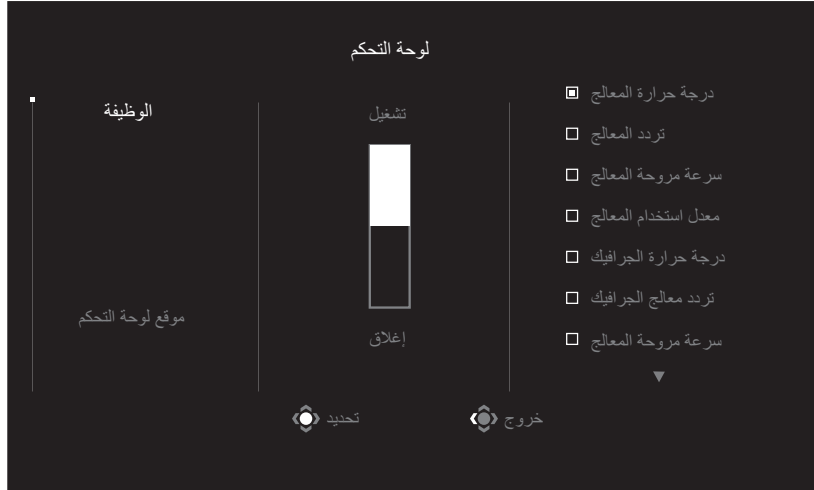 لوحة التحكم
الوظيفة
موقع لوحة التحكم
تشغيل
إغلاق
درجة حرارة المعالج
تردد المعالج
سرعة مروحة المعالج
معدل استخدام المعالج
درجة حرارة الجرافيك
تردد معالج الجرافيك
سرعة مروحة المعالج
تحديد
خروج